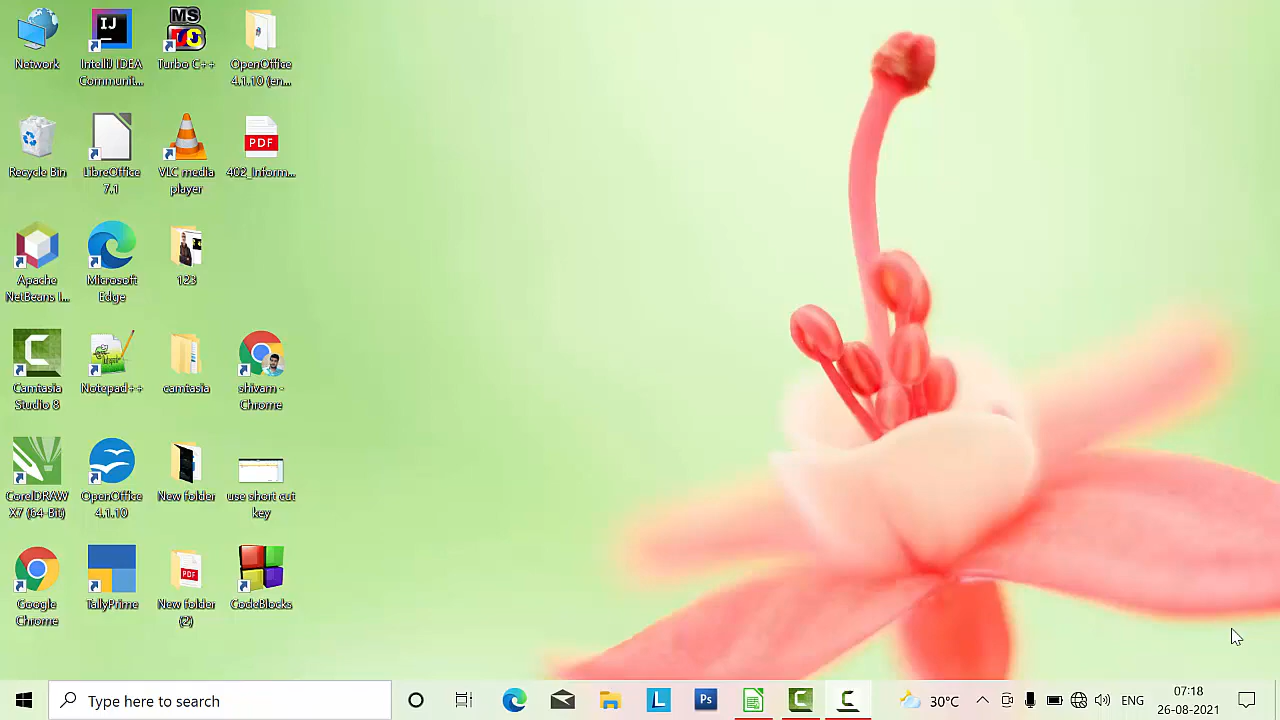 Network
IntelliJ IDEA
Communit...
MS
Turbo C++
OpenOffice
4.1.10 (en...
Recycle Bin
LibreOffice
7.1
VLC media
player
PDF
402_Inform...
Apache
NetBeans I...
Microsoft
Edge
123
Camtasia
Studio 8
Notepad++
camtasia
shivam -
Chrome
CorelDRAW
X7 (64-Bit)
OpenOffice
4.1.10
New folder
use short cut
key
Google
Chrome
TallyPrime
PDF
New folder
(2)
CodeBlocks
Type here to search
L
Ps
30°C
ENG
07:18
26-08-2021